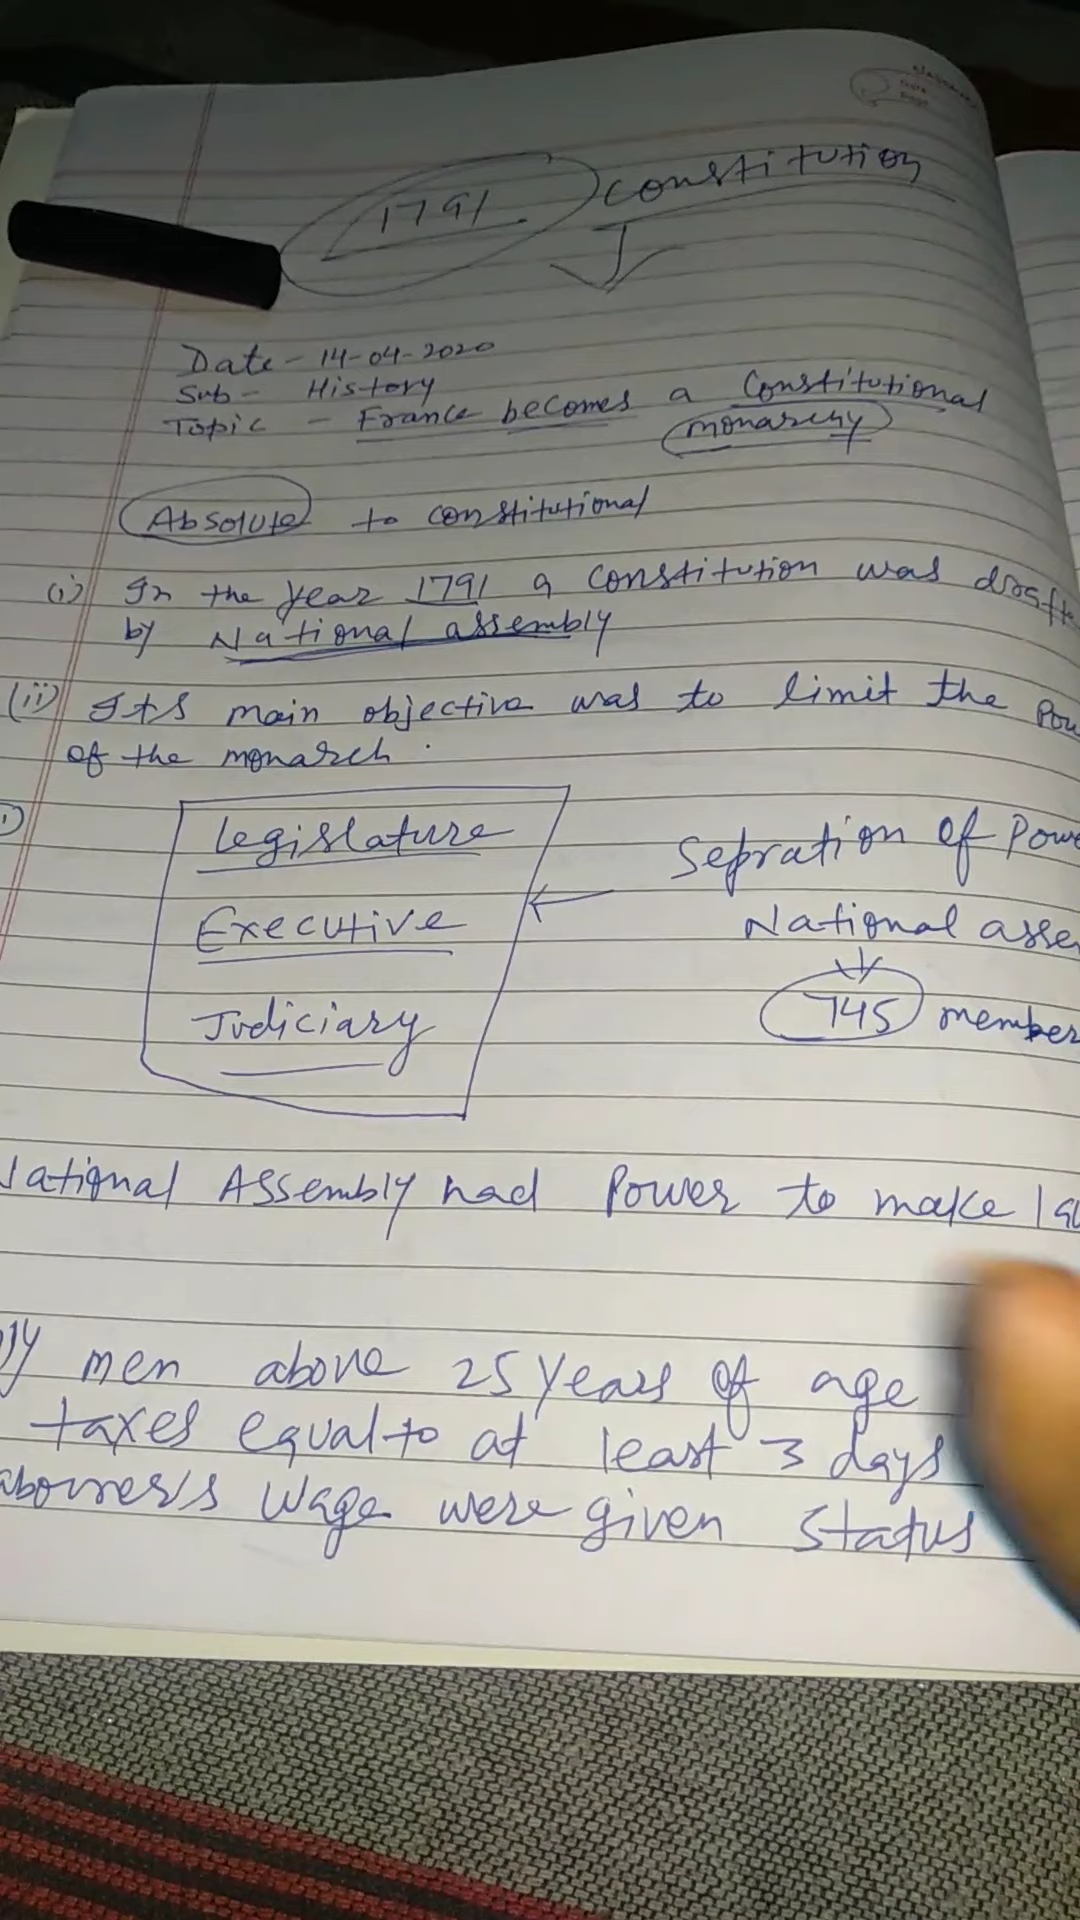 1791 constitution
Date - 14-04-2020
Sub - History
Topic - France becomes a Constitutional
monarchy
Absolute to constitutional
(i) In the year 1791 a constitution was
by National assembly
(ii) Its main objective was to limit the
of the monarch.
Legislature
Sepration of
Executive
National
Judiciary
745 member
Assembly had Power to make
men above 25 years of age
taxes equal to at least 3 days
wage were given status